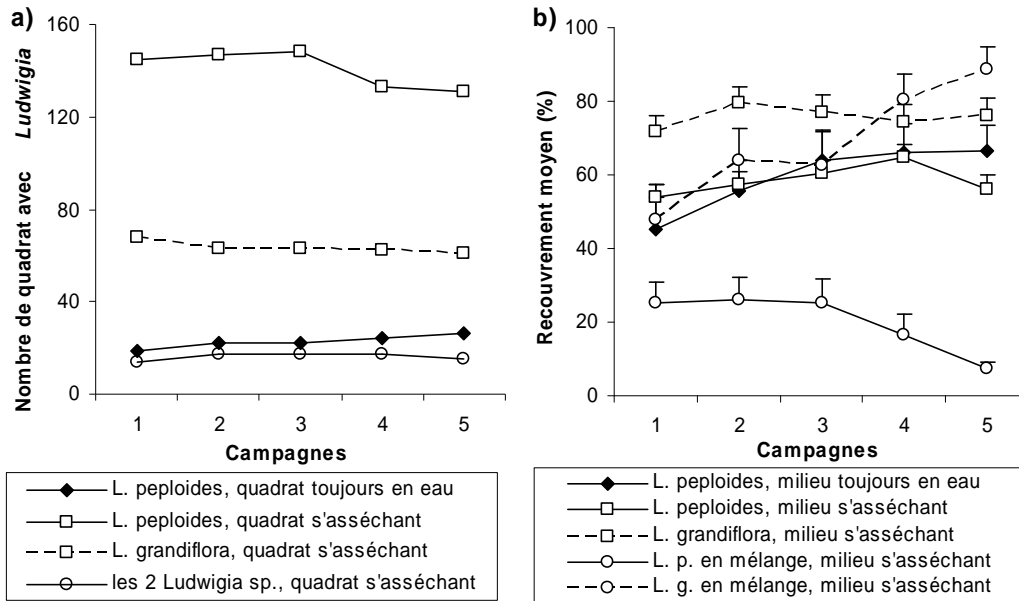 a)
Nombre de quadrat avec Ludwigia
160
120
80
40
0
1 2 3 4 5
Campagnes
L. peploides, quadrat toujours en eau
L. peploides, quadrat s'asséchant
L. grandiflora, quadrat s'asséchant
les 2 Ludwigia sp., quadrat s'asséchant
b)
Recouvrement moyen (%)
100
80
60
40
20
0
1 2 3 4 5
Campagnes
L. peploides, milieu toujours en eau
L. peploides, milieu s'asséchant
L. grandiflora, milieu s'asséchant
L. p. en mélange, milieu s'asséchant
L. g. en mélange, milieu s'asséchant